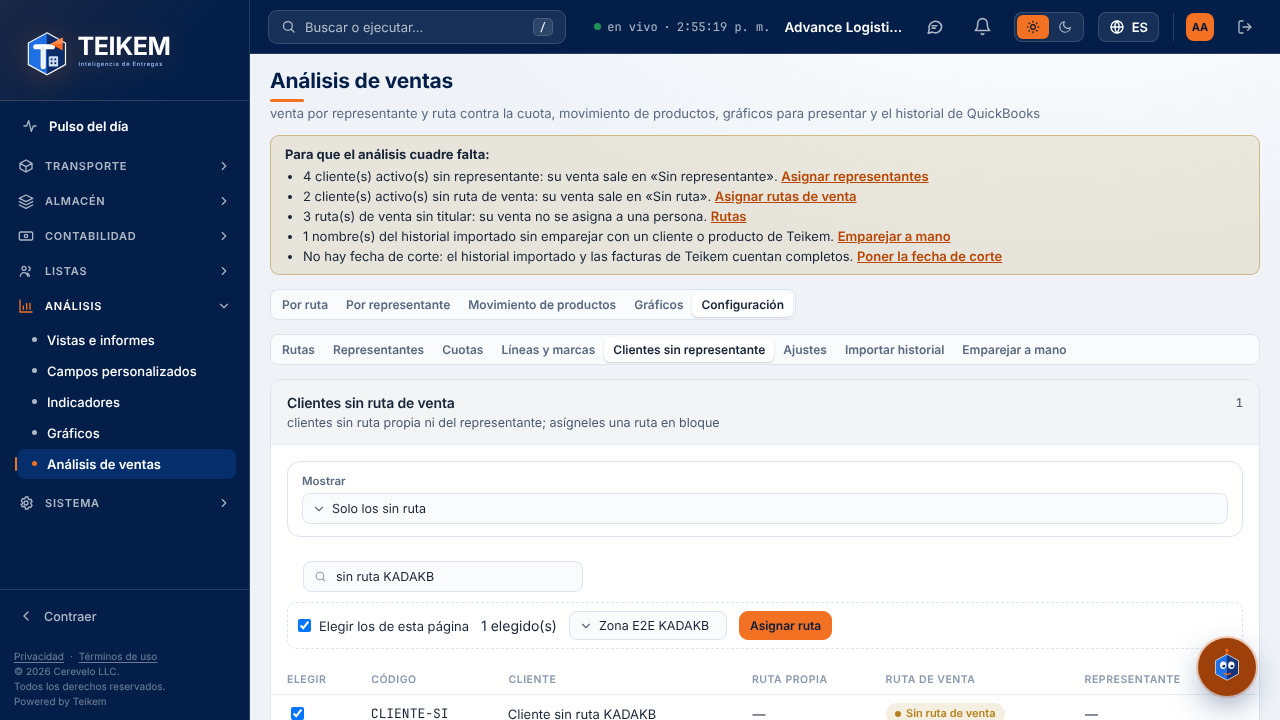 TEIKEM
Inteligencia de Entregas
Buscar o ejecutar...
/
en vivo · 2:55:19 p. m.
Advance Logisti...
ES
AA
Pulso del día
TRANSPORTE
ALMACÉN
CONTABILIDAD
LISTAS
ANÁLISIS
Vistas e informes
Campos personalizados
Indicadores
Gráficos
Análisis de ventas
SISTEMA
Contraer
Privacidad · Términos de uso
© 2026 Cerevelo LLC.
Todos los derechos reservados.
Powered by Teikem
Análisis de ventas
venta por representante y ruta contra la cuota, movimiento de productos, gráficos para presentar y el historial de QuickBooks
Para que el análisis cuadre falta:
• 4 cliente(s) activo(s) sin representante: su venta sale en «Sin representante». Asignar representantes
• 2 cliente(s) activo(s) sin ruta de venta: su venta sale en «Sin ruta». Asignar rutas de venta
• 3 ruta(s) de venta sin titular: su venta no se asigna a una persona. Rutas
• 1 nombre(s) del historial importado sin emparejar con un cliente o producto de Teikem. Emparejar a mano
• No hay fecha de corte: el historial importado y las facturas de Teikem cuentan completos. Poner la fecha de corte
Por ruta Por representante Movimiento de productos Gráficos Configuración
Rutas Representantes Cuotas Líneas y marcas Clientes sin representante Ajustes Importar historial Emparejar a mano
Clientes sin ruta de venta 1
clientes sin ruta propia ni del representante; asígneles una ruta en bloque
Mostrar
Solo los sin ruta
sin ruta KADAKB
Elegir los de esta página 1 elegido(s) Zona E2E KADAKB Asignar ruta
ELEGIR CÓDIGO CLIENTE RUTA PROPIA RUTA DE VENTA REPRESENTANTE
CLIENTE-SI Cliente sin ruta KADAKB — Sin ruta de venta —